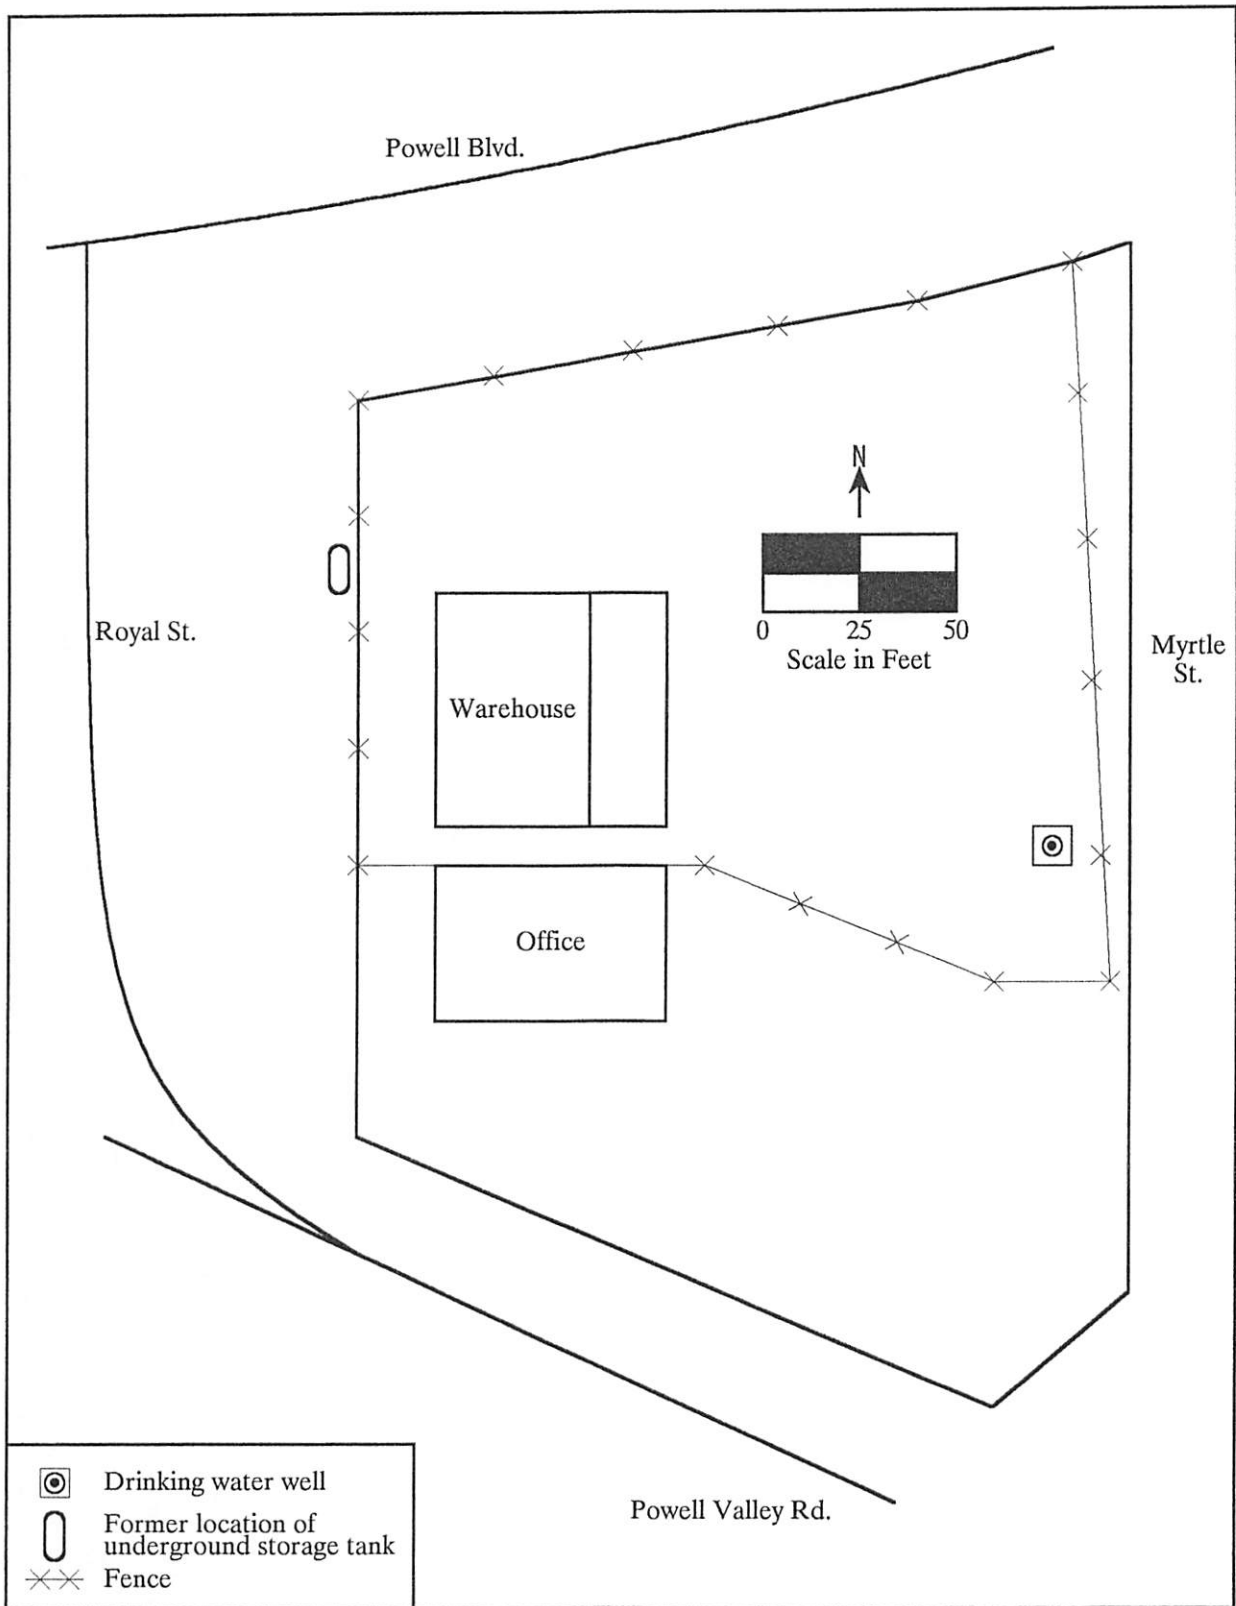 Powell Blvd.
N
0 25 50
Scale in Feet
Royal St.
Myrtle
St.
Warehouse
Office
Drinking water well
Former location of
underground storage tank
Fence
Powell Valley Rd.